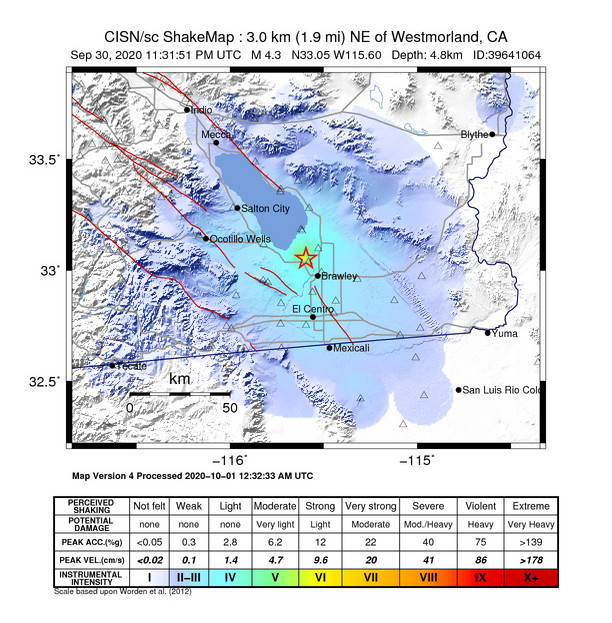 CISN/sc ShakeMap : 3.0 km (1.9 mi) NE of Westmorland, CA
Sep 30, 2020 11:31:51 PM UTC M 4.3 N33.05 W115.60 Depth: 4.8km ID:39641064
Indio
Mecca
Blythe
33.5°
Salton City
Ocotillo Wells
33°
Brawley
El Centro
Yuma
Mexicali
Tecate
32.5°
km
San Luis Rio Colo
0 50
−116° −115°
Map Version 4 Processed 2020-10-01 12:32:33 AM UTC
PERCEIVED SHAKING Not felt Weak Light Moderate Strong Very strong Severe Violent Extreme
POTENTIAL DAMAGE none none none Very light Light Moderate Mod./Heavy Heavy Very Heavy
PEAK ACC.(%g) <0.05 0.3 2.8 6.2 12 22 40 75 >139
PEAK VEL.(cm/s) <0.02 0.1 1.4 4.7 9.6 20 41 86 >178
INSTRUMENTAL INTENSITY I II–III IV V VI VII VIII IX X+
Scale based upon Worden et al. (2012)